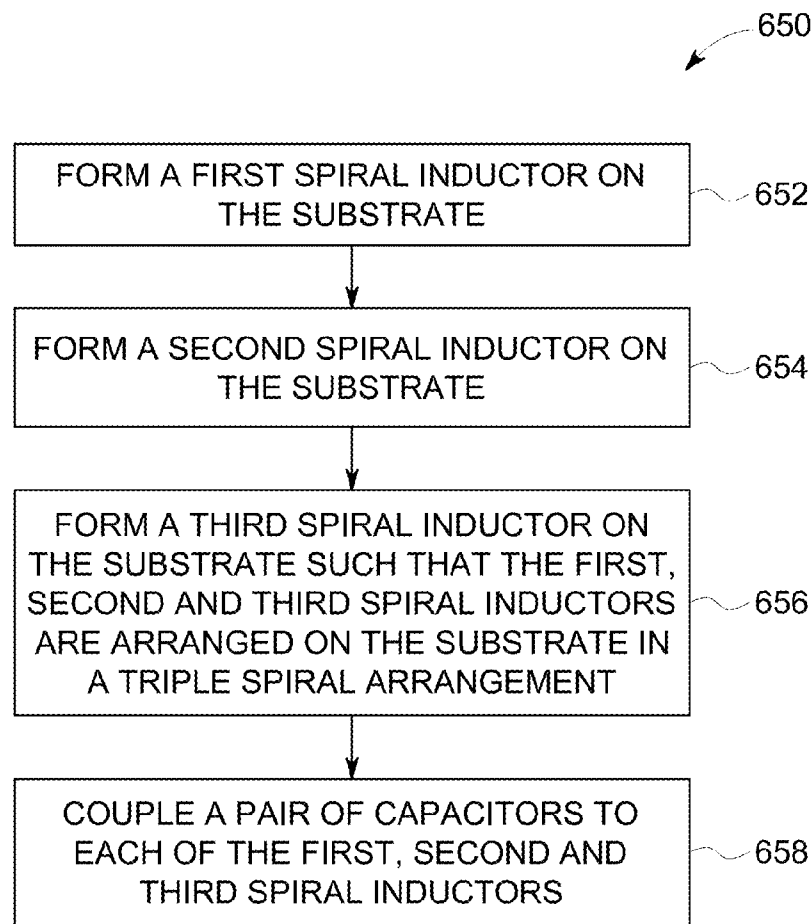 650
FORM A FIRST SPIRAL INDUCTOR ON
THE SUBSTRATE
652
FORM A SECOND SPIRAL INDUCTOR ON
THE SUBSTRATE
654
FORM A THIRD SPIRAL INDUCTOR ON
THE SUBSTRATE SUCH THAT THE FIRST,
SECOND AND THIRD SPIRAL INDUCTORS
ARE ARRANGED ON THE SUBSTRATE IN
A TRIPLE SPIRAL ARRANGEMENT
656
COUPLE A PAIR OF CAPACITORS TO
EACH OF THE FIRST, SECOND AND
THIRD SPIRAL INDUCTORS
658